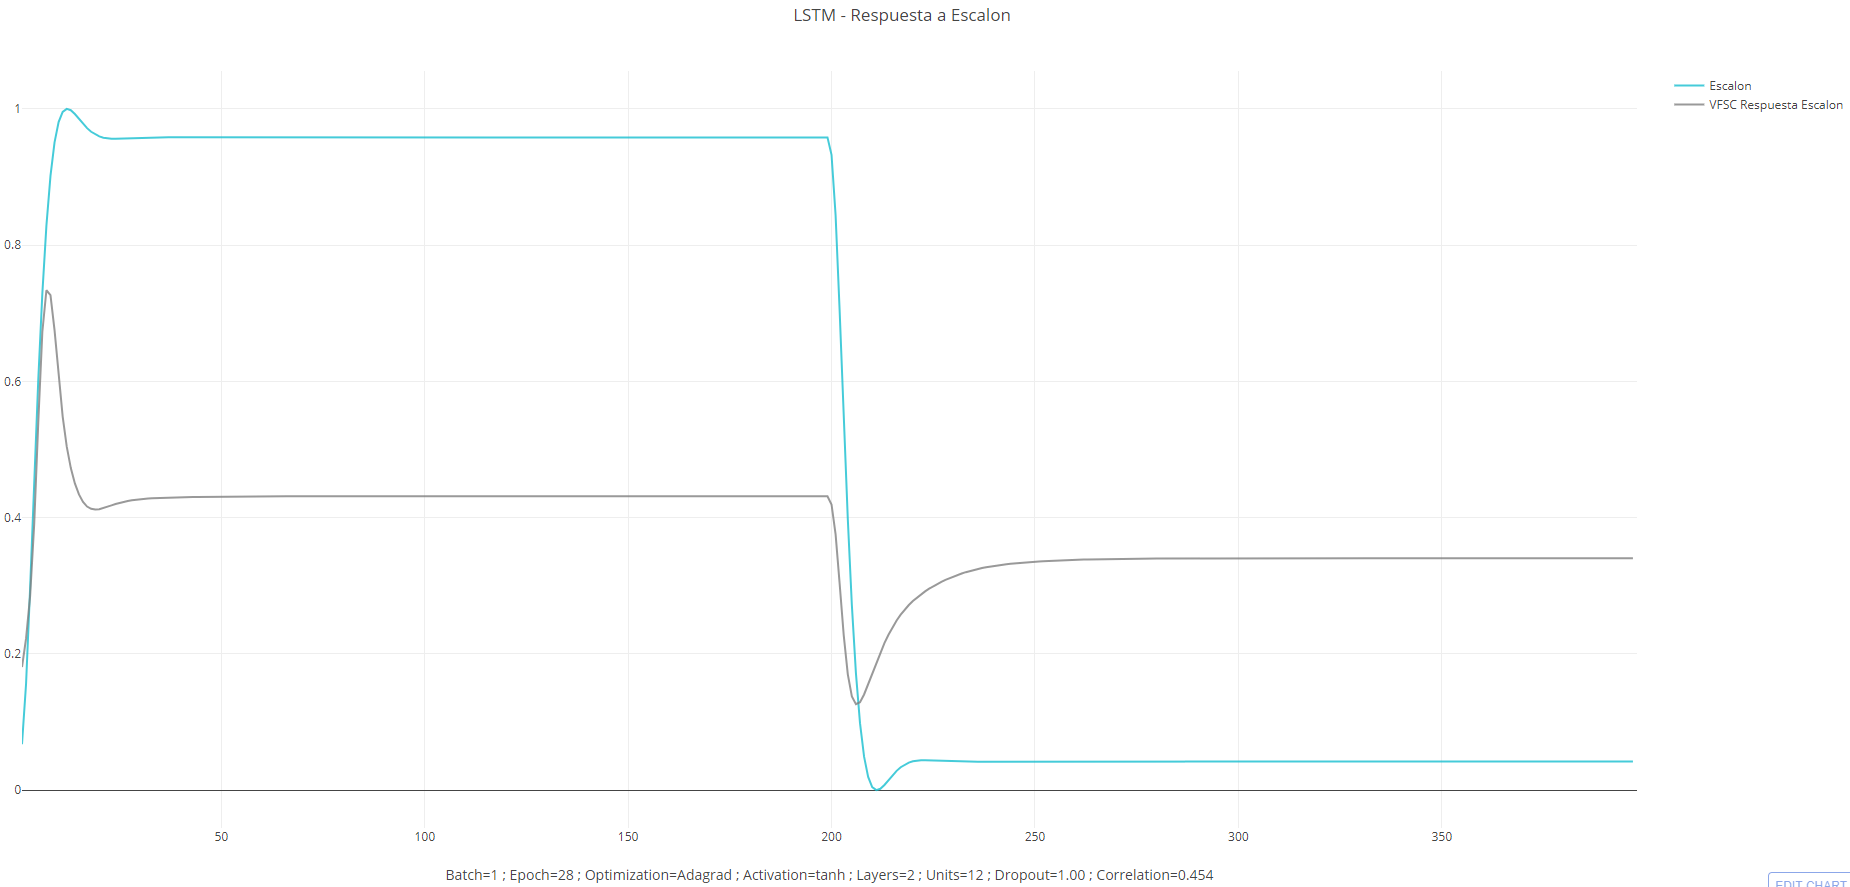 LSTM - Respuesta a Escalon
Escalon
VFSC Respuesta Escalon
1
0.8
0.6
0.4
0.2
0
50 100 150 200 250 300 350
Batch=1 ; Epoch=28 ; Optimization=Adagrad ; Activation=tanh ; Layers=2 ; Units=12 ; Dropout=1.00 ; Correlation=0.454
EDIT CHART